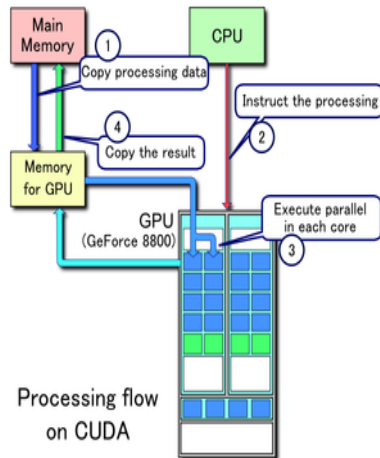 Main
Memory
1
Copy processing data
CPU
4
Copy the result
Instruct the processing
2
Memory
for GPU
GPU
(GeForce 8800)
Execute parallel
in each core
3
Processing flow
on CUDA